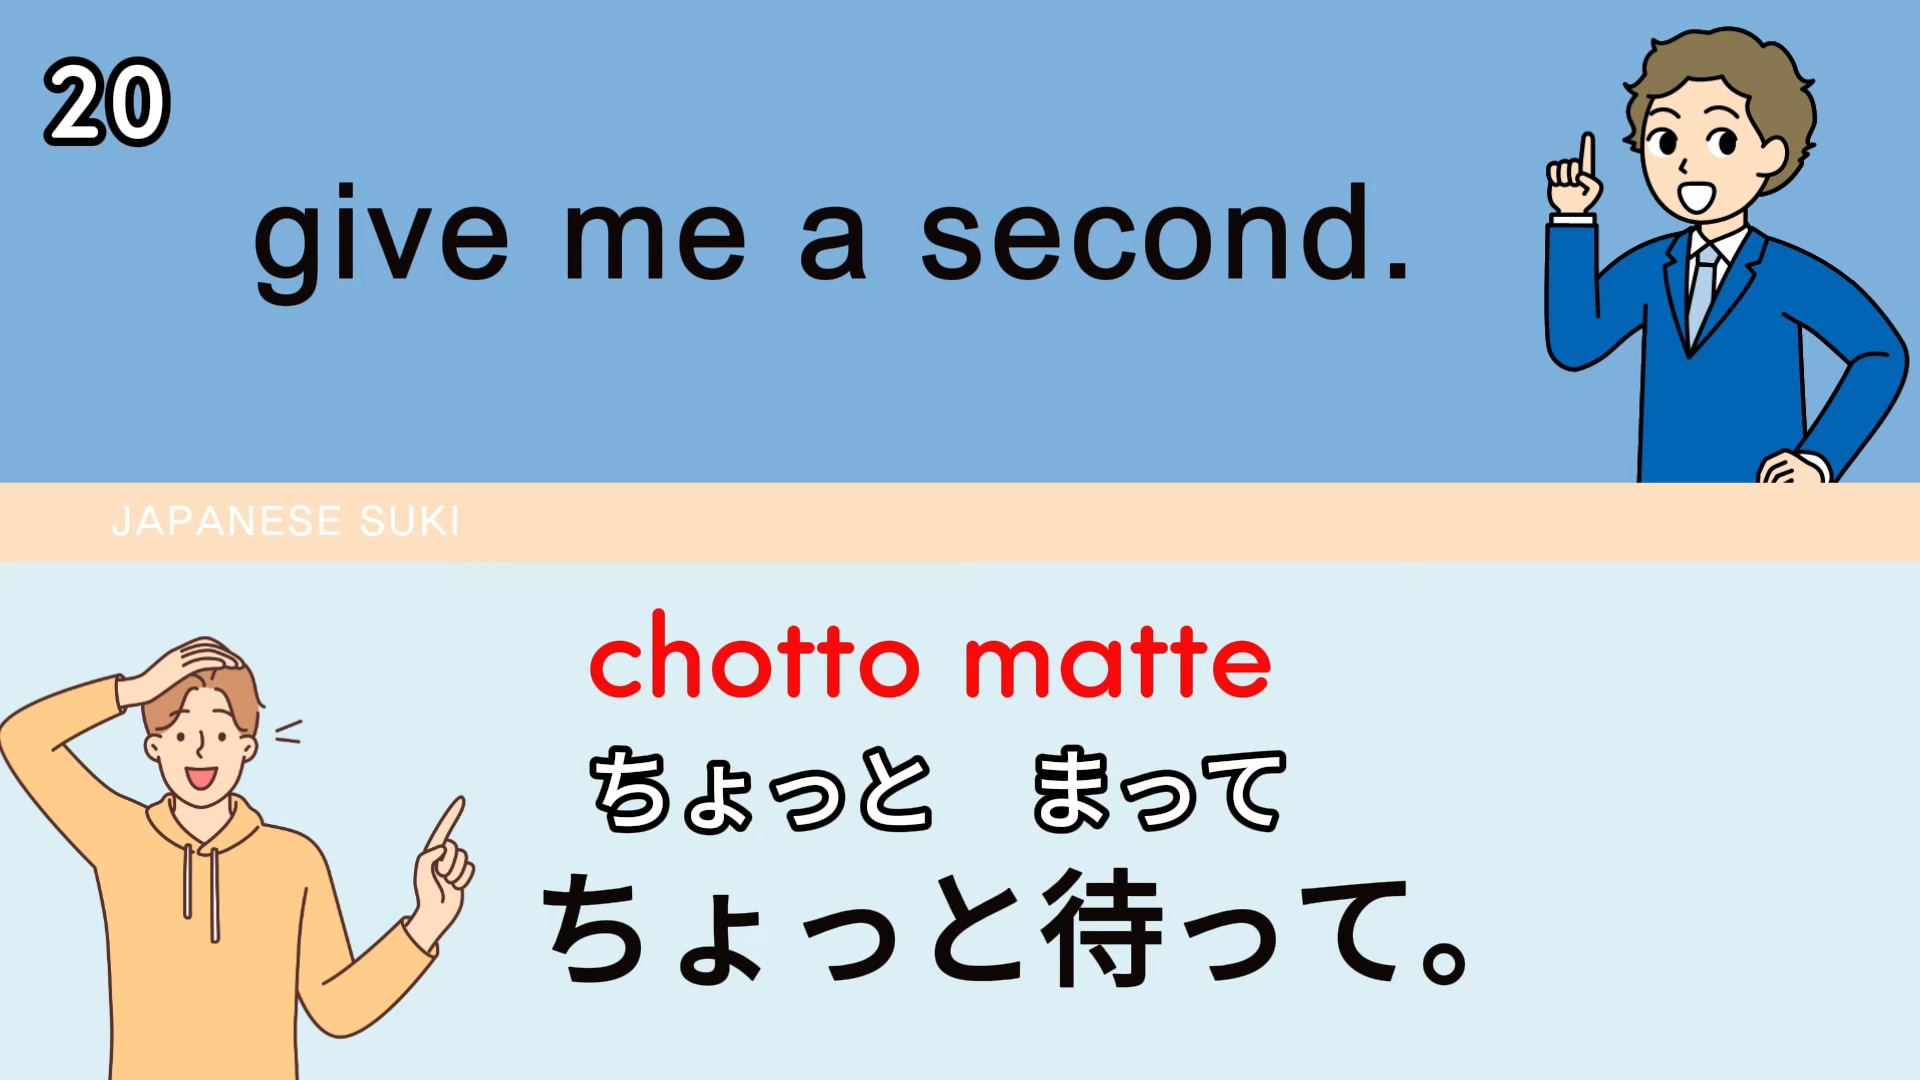 20
give me a second.
JAPANESE SUKI
chotto matte
ちょっと　まって
ちょっと待って。